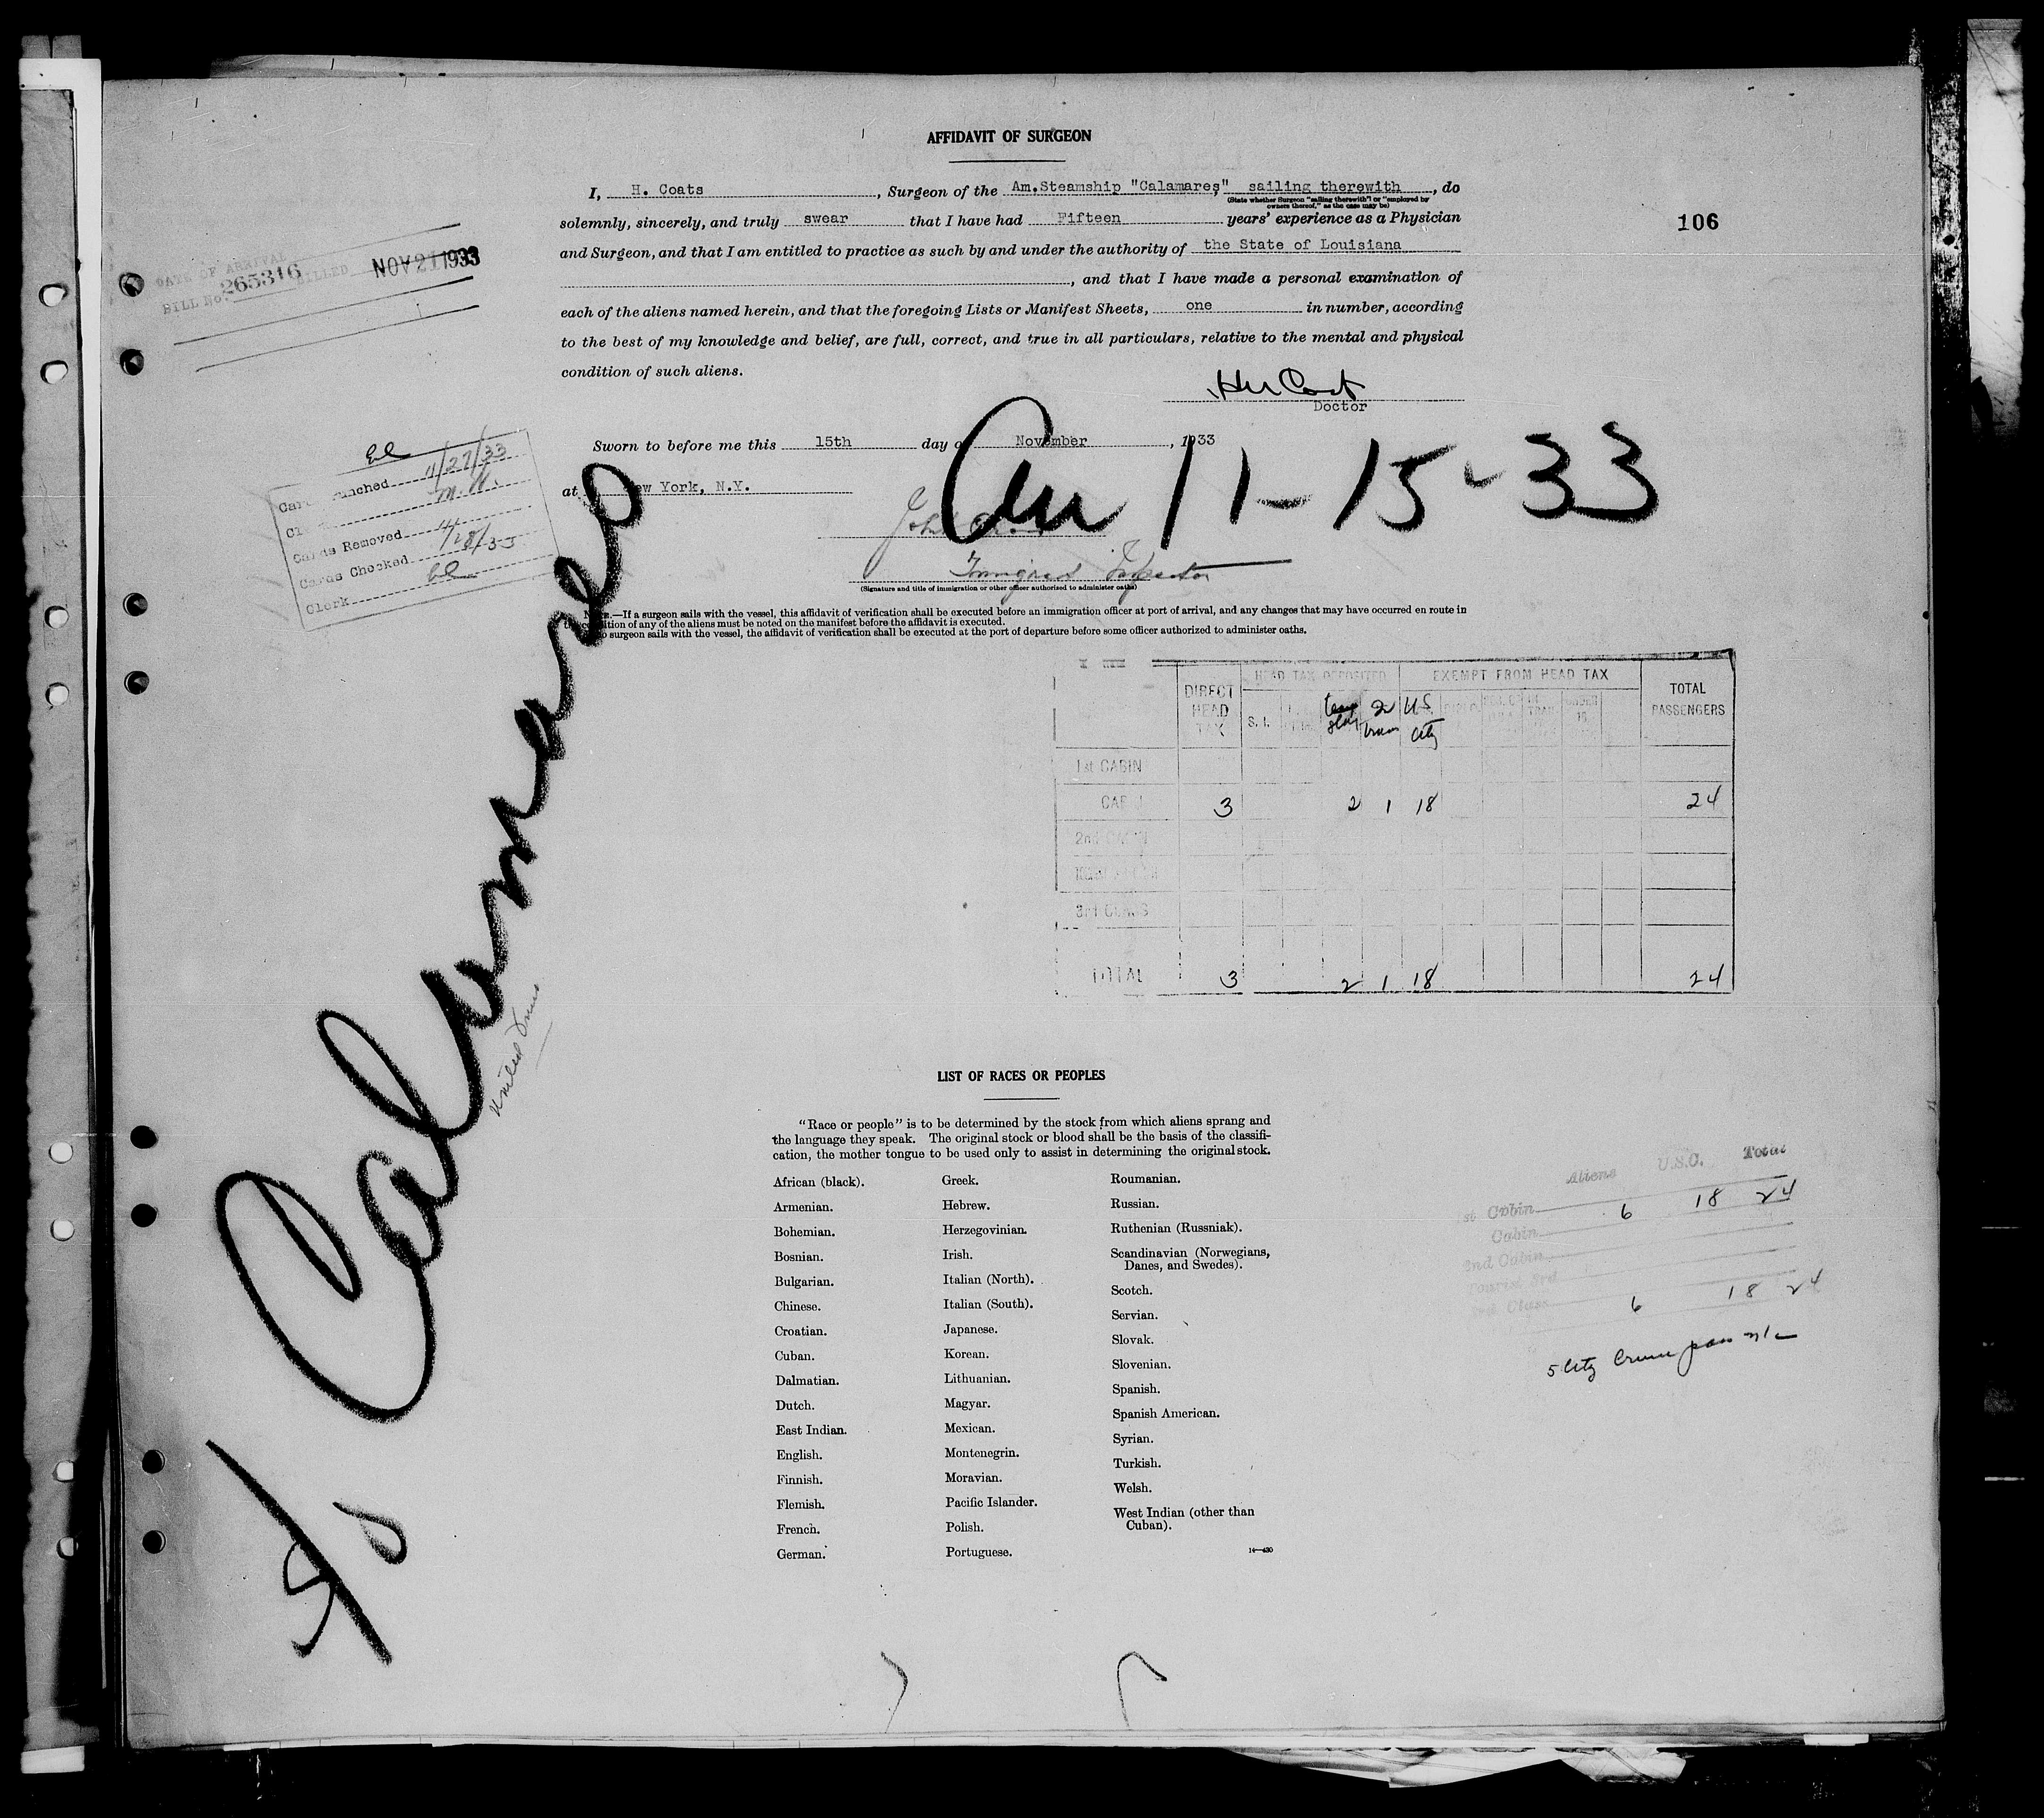 AFFIDAVIT OF SURGEON
I, H. Coats, Surgeon of the Am.Steamship "Calamares" sailing therewith, do
(State whether Surgeon "sailing therewith" or "employed by
owners thereof," as the case may be)
solemnly, sincerely, and truly swear that I have had Fifteen years' experience as a Physician
and Surgeon, and that I am entitled to practice as such by and under the authority of the State of Louisiana
, and that I have made a personal examination of
each of the aliens named herein, and that the foregoing Lists or Manifest Sheets, one in number, according
to the best of my knowledge and belief, are full, correct, and true in all particulars, relative to the mental and physical
condition of such aliens.
Doctor
Sworn to before me this 15th day of November, 1933
at New York, N.Y.
Arr 11-15-33
John
Immigrant Inspector
(Signature and title of immigration or other officer authorized to administer oaths)
NOTE.—If a surgeon sails with the vessel, this affidavit of verification shall be executed before an immigration officer at port of arrival, and any changes that may have occurred en route in
the condition of any of the aliens must be noted on the manifest before the affidavit is executed.
If no surgeon sails with the vessel, the affidavit of verification shall be executed at the port of departure before some officer authorized to administer oaths.
106
DATE OF ARRIVAL
BILL No. 265316 BILLED NOV 21 1933
Cards Punched 11/27/33
Clerk M.K.
Cards Removed
Cards Checked 11/28/33
Clerk
S/S Calamares
United Fruit
DIRECT HEAD TAX
HEAD TAX DEPOSITED
EXEMPT FROM HEAD TAX
TOTAL PASSENGERS
S. I.
U.S. City
1st CABIN
CABIN 3 2 1 18 24
2nd CABIN
3rd CLASS
TOTAL 3 2 1 18 24
LIST OF RACES OR PEOPLES
"Race or people" is to be determined by the stock from which aliens sprang and
the language they speak. The original stock or blood shall be the basis of the classifi-
cation, the mother tongue to be used only to assist in determining the original stock.
African (black).
Armenian.
Bohemian.
Bosnian.
Bulgarian.
Chinese.
Croatian.
Cuban.
Dalmatian.
Dutch.
East Indian.
English.
Finnish.
Flemish.
French.
German.
Greek.
Hebrew.
Herzegovinian.
Irish.
Italian (North).
Italian (South).
Japanese.
Korean.
Lithuanian.
Magyar.
Mexican.
Montenegrin.
Moravian.
Pacific Islander.
Polish.
Portuguese.
Roumanian.
Russian.
Ruthenian (Russniak).
Scandinavian (Norwegians,
Danes, and Swedes).
Scotch.
Servian.
Slovak.
Slovenian.
Spanish.
Spanish American.
Syrian.
Turkish.
Welsh.
West Indian (other than
Cuban).
14—430
Aliens U.S.C. Total
1st Cabin 6 18 24
Cabin
2nd Cabin
Tourist 3rd
3rd Class
6 18 24
5 City